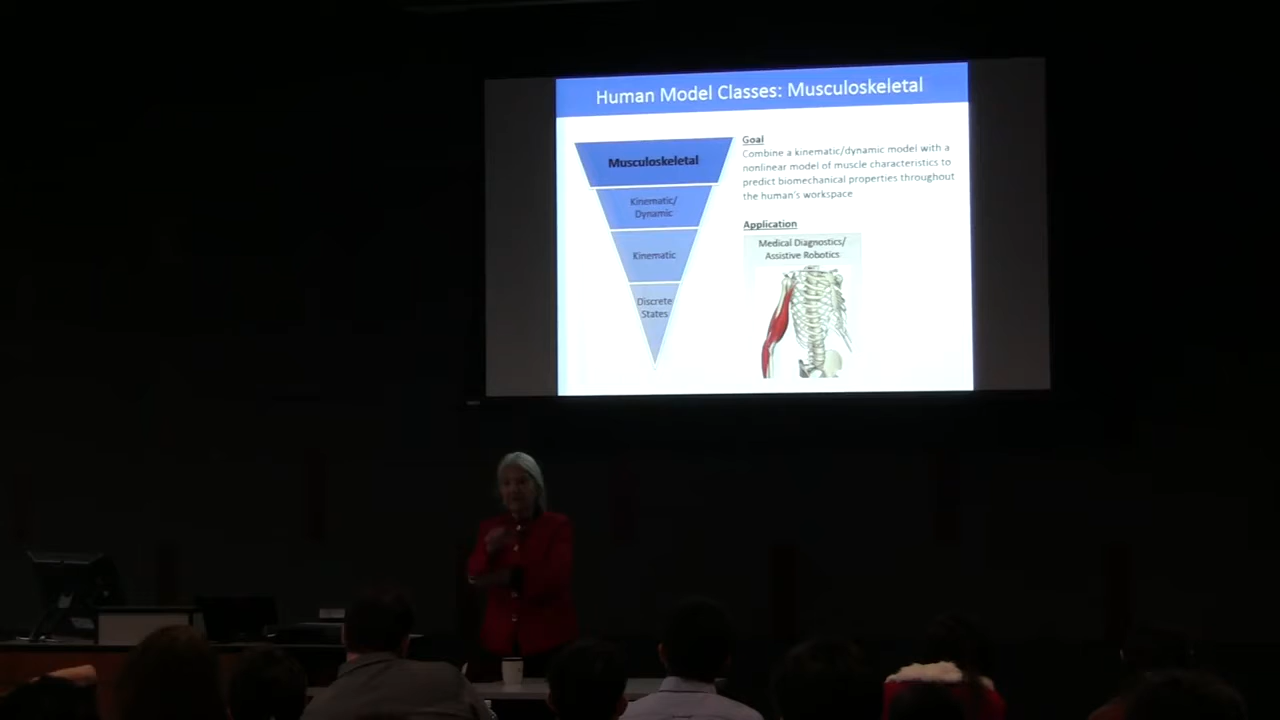 Human Model Classes: Musculoskeletal
Musculoskeletal
Kinematic/
Dynamic
Kinematic
Discrete
States
Goal
Combine a kinematic/dynamic model with a
nonlinear model of muscle characteristics to
predict biomechanical properties throughout
the human's workspace
Application
Medical Diagnostics/
Assistive Robotics